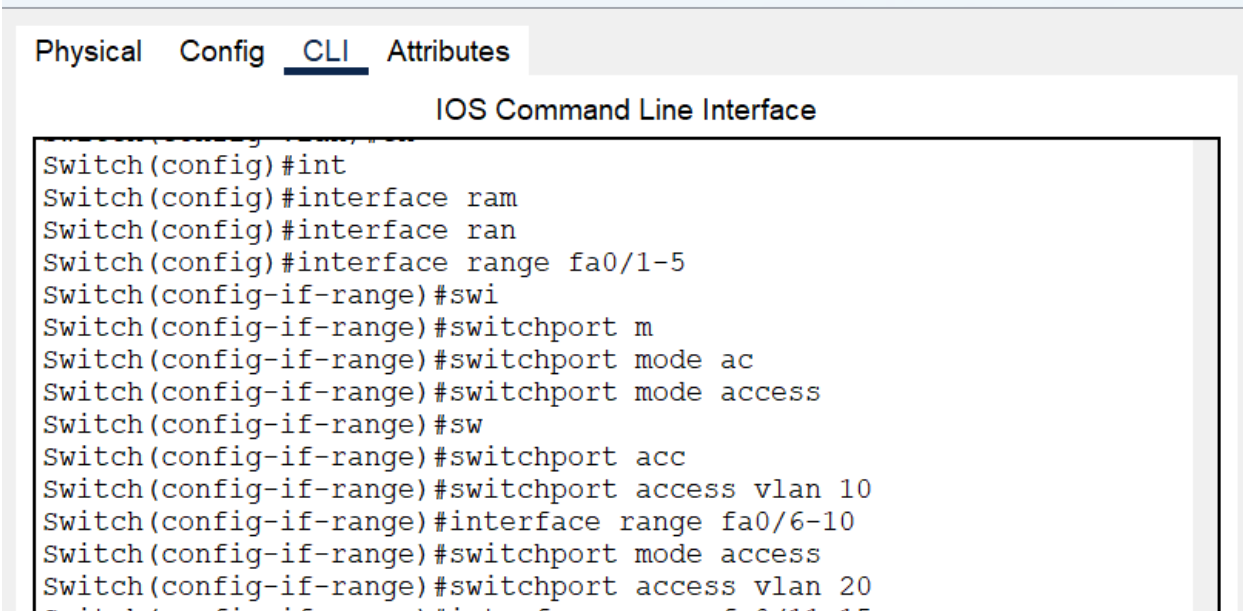 Physical Config CLI Attributes
IOS Command Line Interface
Switch(config)#int
Switch(config)#interface ram
Switch(config)#interface ran
Switch(config)#interface range fa0/1-5
Switch(config-if-range)#swi
Switch(config-if-range)#switchport m
Switch(config-if-range)#switchport mode ac
Switch(config-if-range)#switchport mode access
Switch(config-if-range)#sw
Switch(config-if-range)#switchport acc
Switch(config-if-range)#switchport access vlan 10
Switch(config-if-range)#interface range fa0/6-10
Switch(config-if-range)#switchport mode access
Switch(config-if-range)#switchport access vlan 20